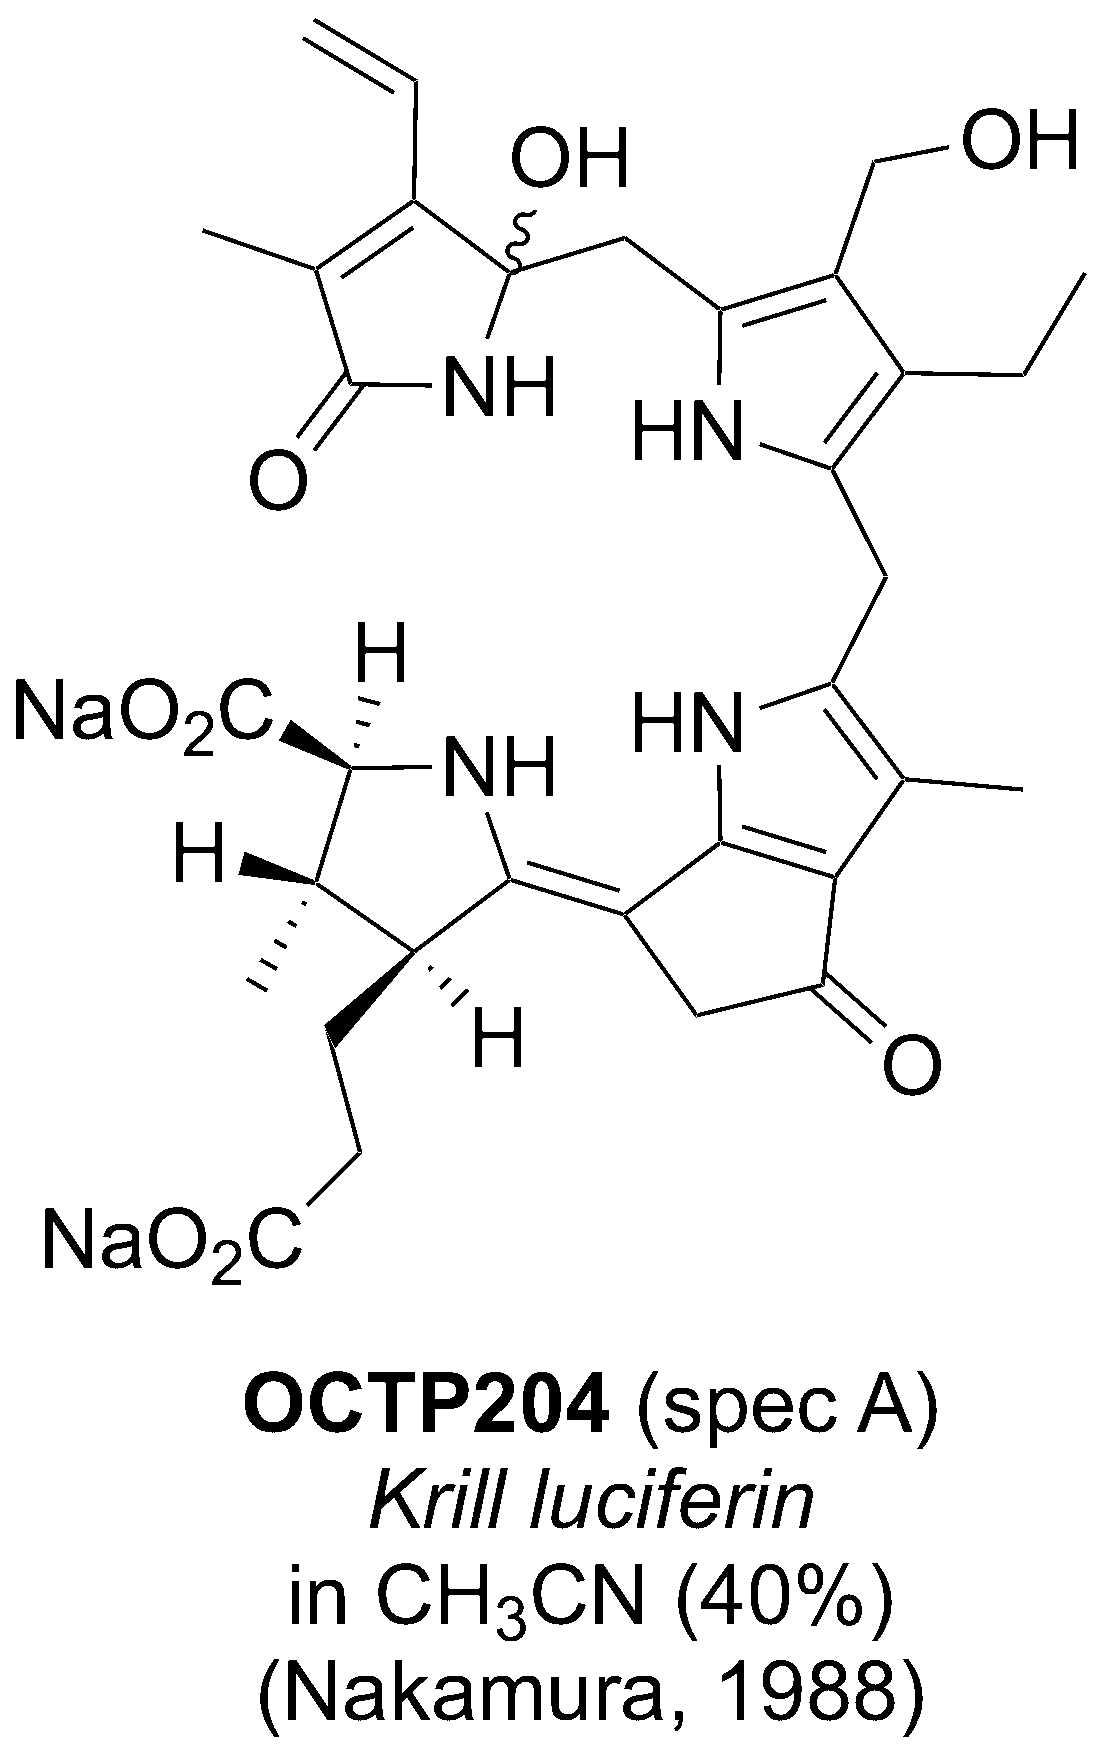 OH
OH
NH
HN
O
H
NaO₂C
HN
NH
H
H
O
NaO₂C
OCTP204 (spec A)
Krill luciferin
in CH₃CN (40%)
(Nakamura, 1988)